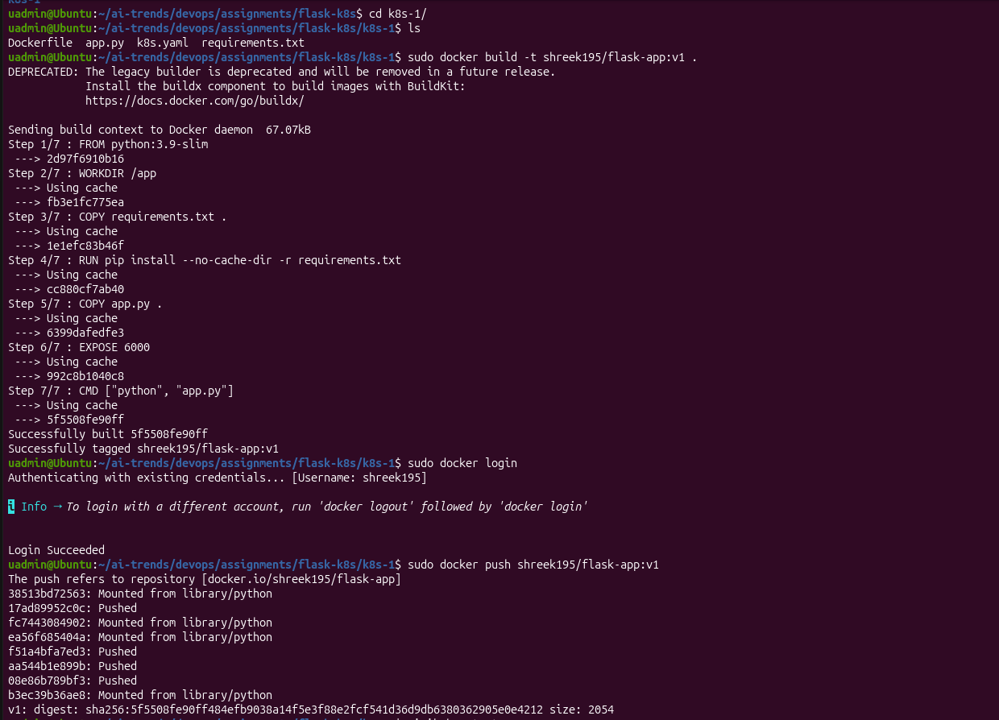 k8s-1
uadmin@Ubuntu:~/ai-trends/devops/assignments/flask-k8s$ cd k8s-1/
uadmin@Ubuntu:~/ai-trends/devops/assignments/flask-k8s/k8s-1$ ls
Dockerfile  app.py  k8s.yaml  requirements.txt
uadmin@Ubuntu:~/ai-trends/devops/assignments/flask-k8s/k8s-1$ sudo docker build -t shreek195/flask-app:v1 .
DEPRECATED: The legacy builder is deprecated and will be removed in a future release.
            Install the buildx component to build images with BuildKit:
            https://docs.docker.com/go/buildx/

Sending build context to Docker daemon  67.07kB
Step 1/7 : FROM python:3.9-slim
 ---> 2d97f6910b16
Step 2/7 : WORKDIR /app
 ---> Using cache
 ---> fb3e1fc775ea
Step 3/7 : COPY requirements.txt .
 ---> Using cache
 ---> 1e1efc83b46f
Step 4/7 : RUN pip install --no-cache-dir -r requirements.txt
 ---> Using cache
 ---> cc880cf7ab40
Step 5/7 : COPY app.py .
 ---> Using cache
 ---> 6399dafedfe3
Step 6/7 : EXPOSE 6000
 ---> Using cache
 ---> 992c8b1040c8
Step 7/7 : CMD ["python", "app.py"]
 ---> Using cache
 ---> 5f5508fe90ff
Successfully built 5f5508fe90ff
Successfully tagged shreek195/flask-app:v1
uadmin@Ubuntu:~/ai-trends/devops/assignments/flask-k8s/k8s-1$ sudo docker login
Authenticating with existing credentials... [Username: shreek195]

i Info → To login with a different account, run 'docker logout' followed by 'docker login'


Login Succeeded
uadmin@Ubuntu:~/ai-trends/devops/assignments/flask-k8s/k8s-1$ sudo docker push shreek195/flask-app:v1
The push refers to repository [docker.io/shreek195/flask-app]
38513bd72563: Mounted from library/python
17ad89952c0c: Pushed
fc7443084902: Mounted from library/python
ea56f685404a: Mounted from library/python
f51a4bfa7ed3: Pushed
aa544b1e899b: Pushed
08e86b789bf3: Pushed
b3ec39b36ae8: Mounted from library/python
v1: digest: sha256:5f5508fe90ff484efb9038a14f5e3f88e2fcf541d36d9db6380362905e0e4212 size: 2054